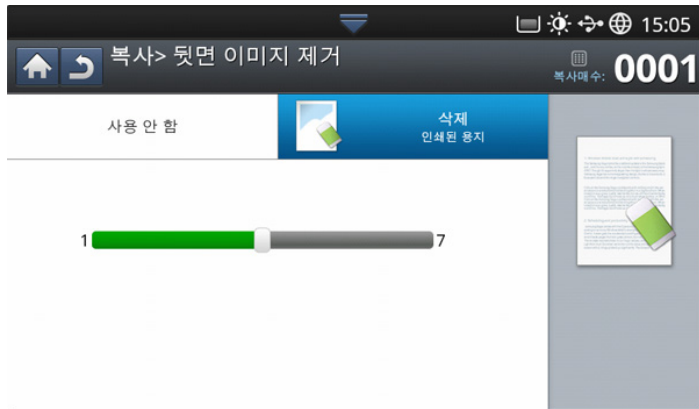 15:05
복사> 뒷면 이미지 제거
복사매수: 0001
사용 안 함
삭제
인쇄된 용지
1
7